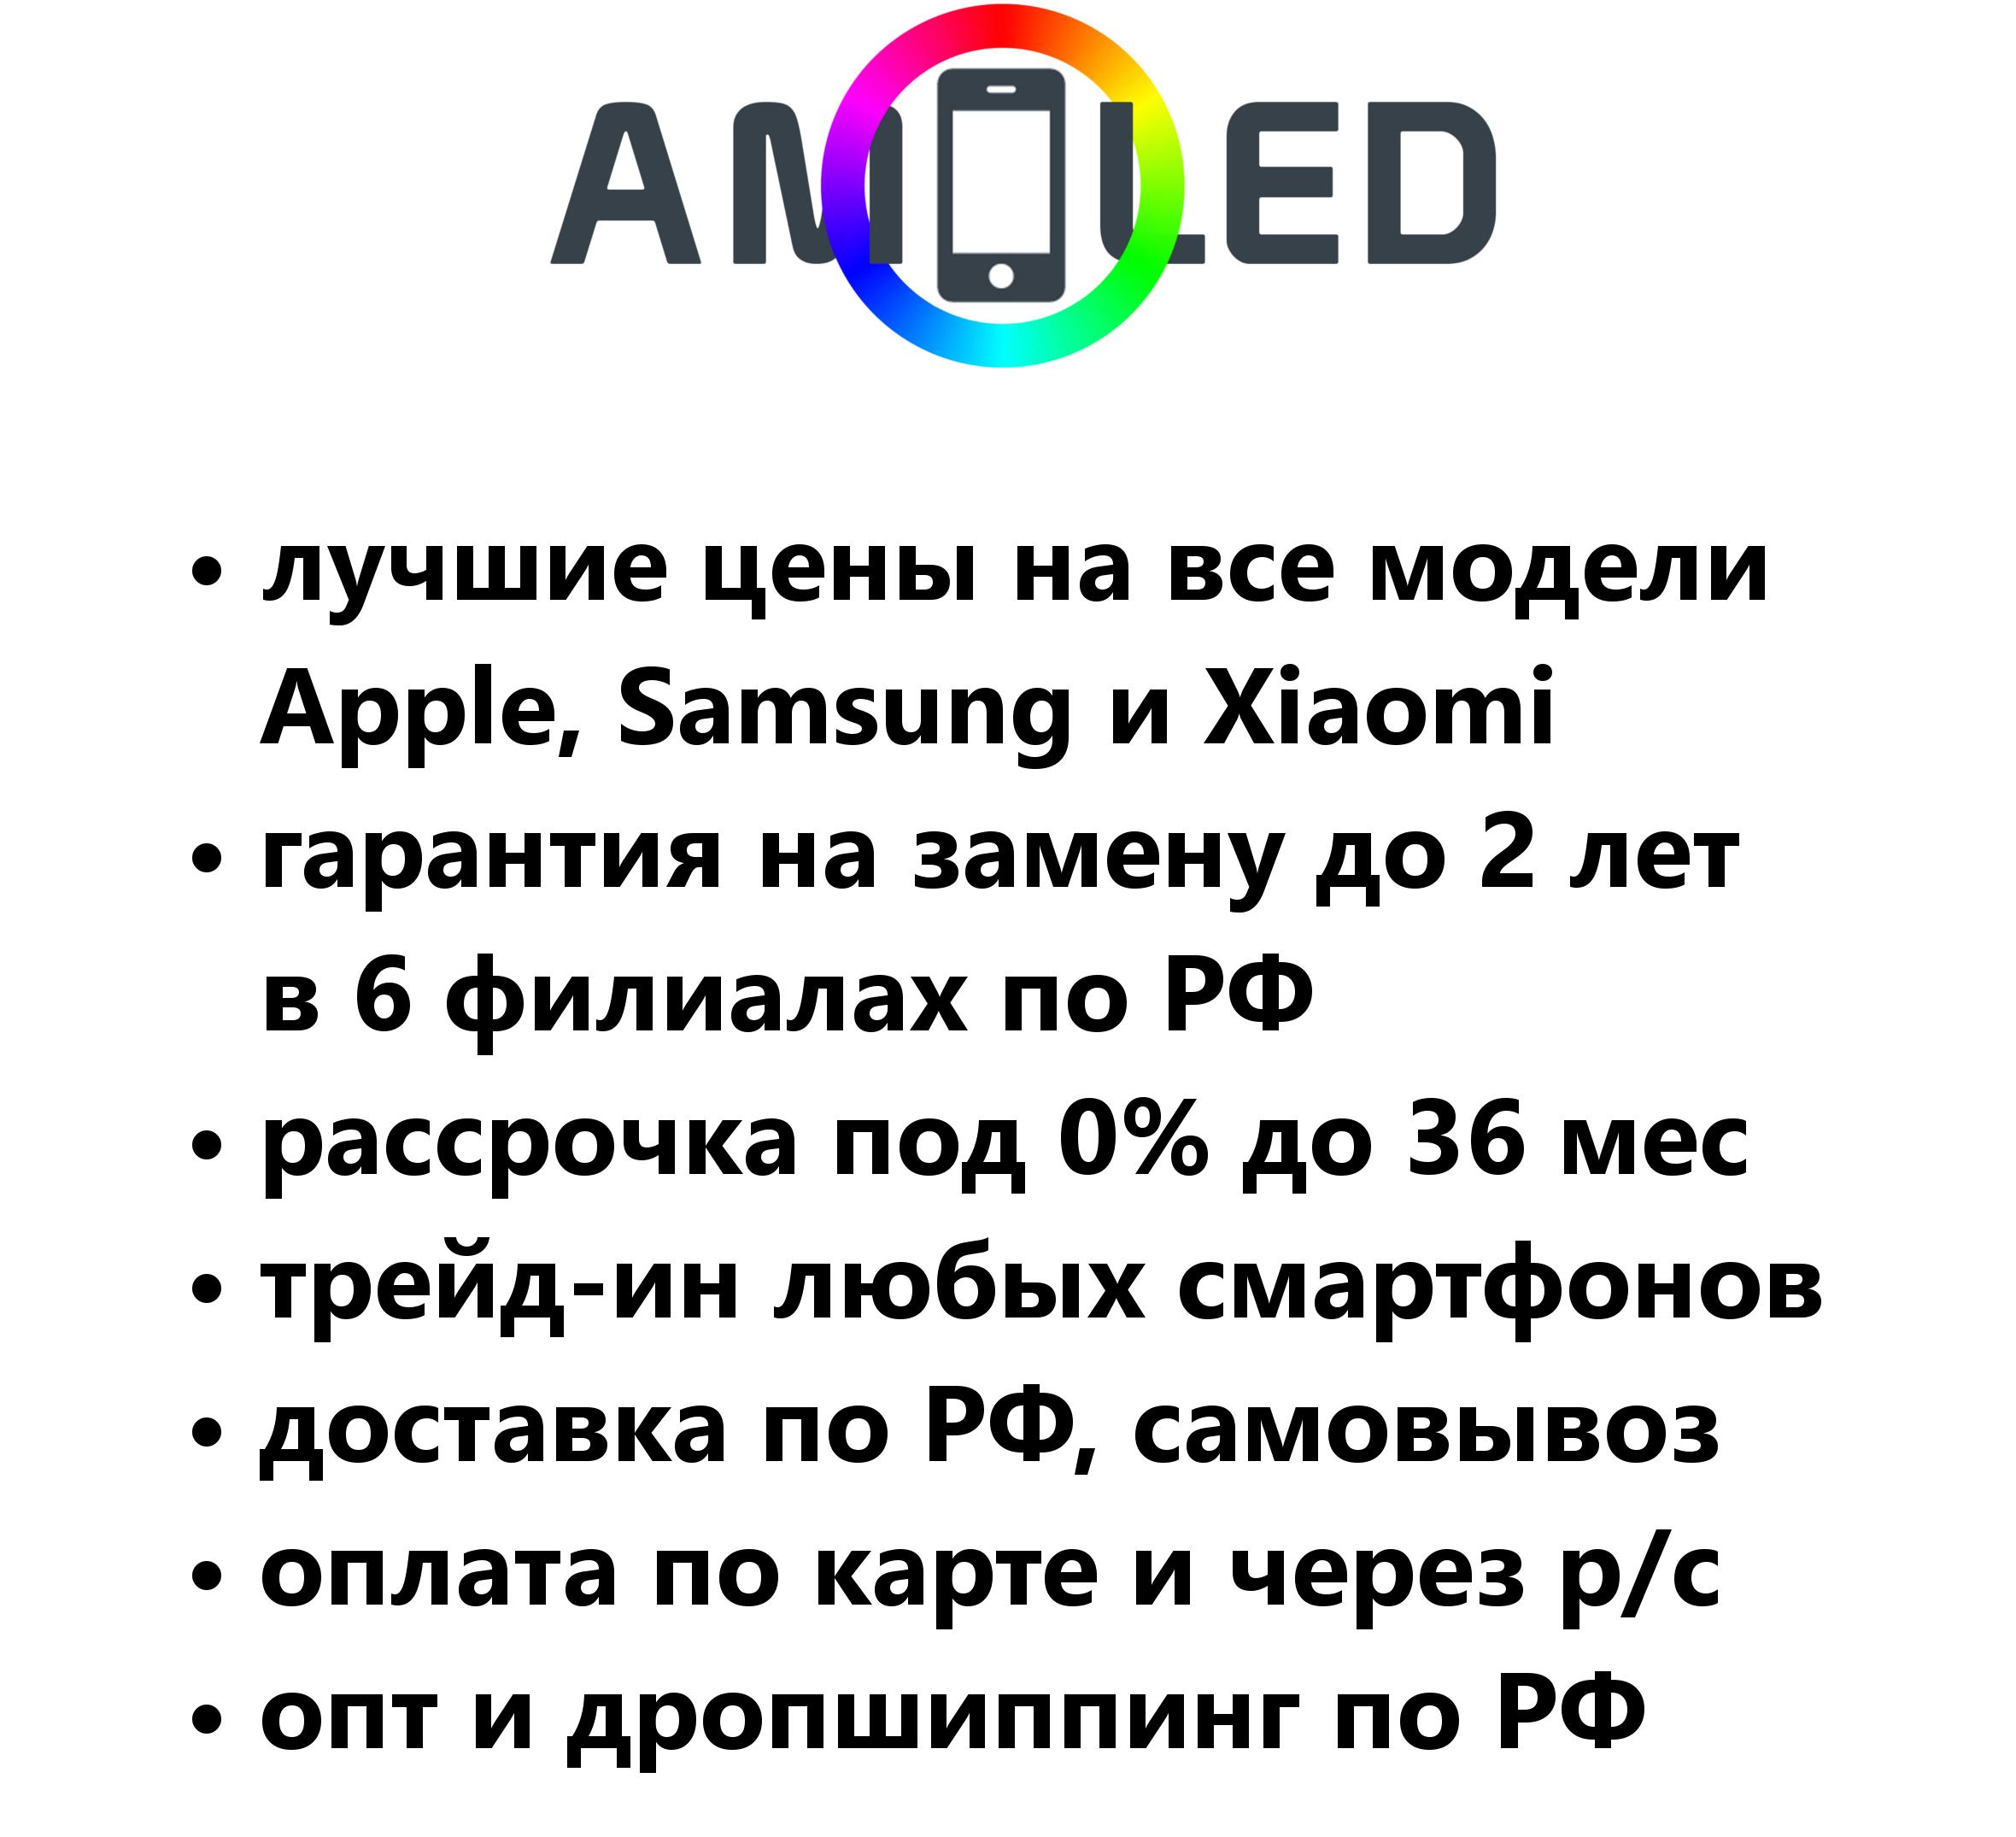 AMOLED
• лучшие цены на все модели
Apple, Samsung и Xiaomi
• гарантия на замену до 2 лет
в 6 филиалах по РФ
• рассрочка под 0% до 36 мес
• трейд-ин любых смартфонов
• доставка по РФ, самовывоз
• оплата по карте и через р/с
• опт и дропшиппинг по РФ